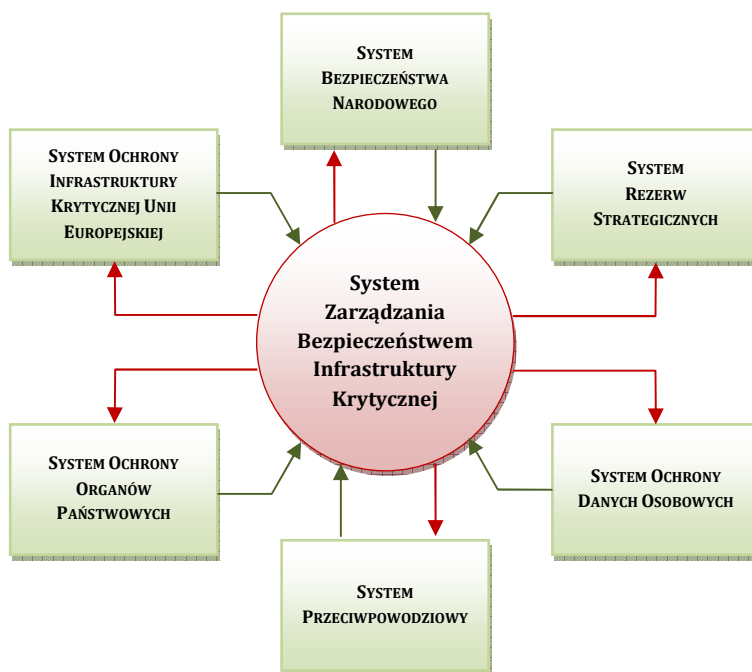 System
Bezpieczeństwa
Narodowego
System Ochrony
Infrastruktury
Krytycznej Unii
Europejskiej
System
Rezerw
Strategicznych
System
Zarządzania
Bezpieczeństwem
Infrastruktury
Krytycznej
System Ochrony
Organów
Państwowych
System Ochrony
Danych Osobowych
System
Przeciwpowodziowy